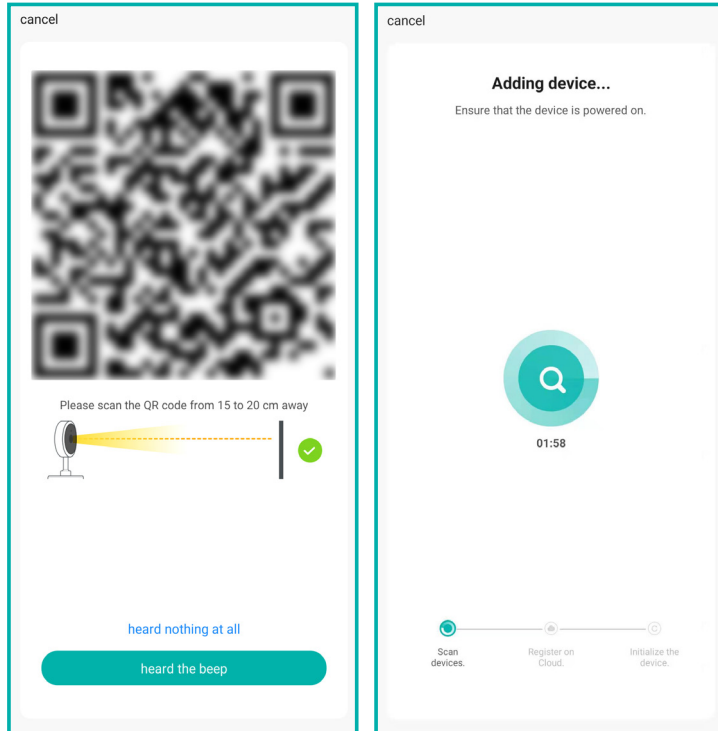 cancel
Please scan the QR code from 15 to 20 cm away
heard nothing at all
heard the beep
cancel
Adding device...
Ensure that the device is powered on.
01:58
Scan
devices.
Register on
Cloud.
Initialize the
device.